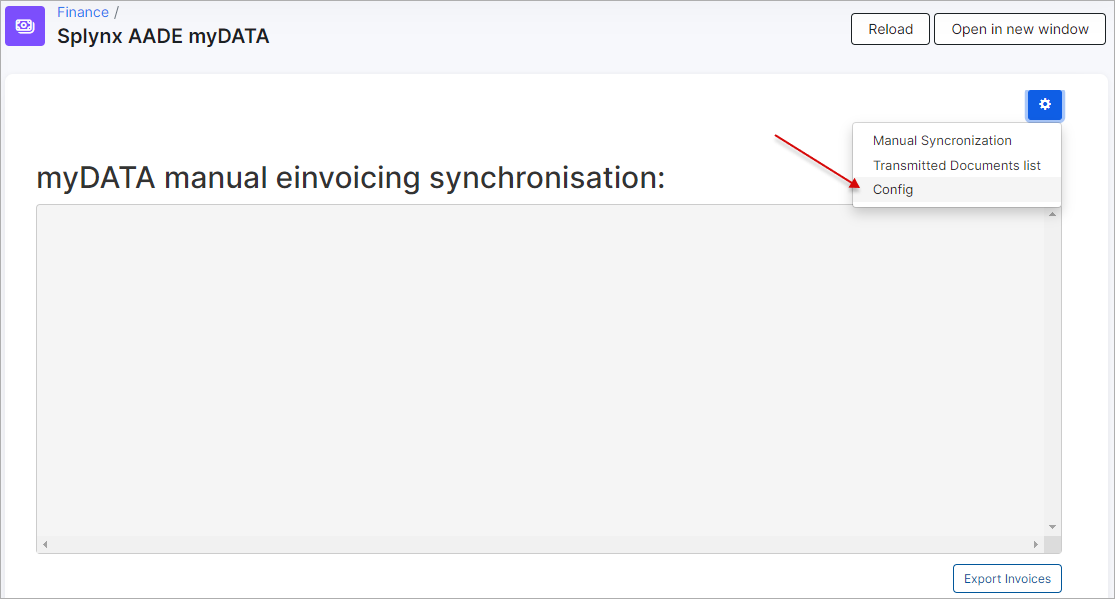 Finance /
Splynx AADE myDATA
Reload
Open in new window
Manual Syncronization
Transmitted Documents list
Config
myDATA manual einvoicing synchronisation:
Export Invoices